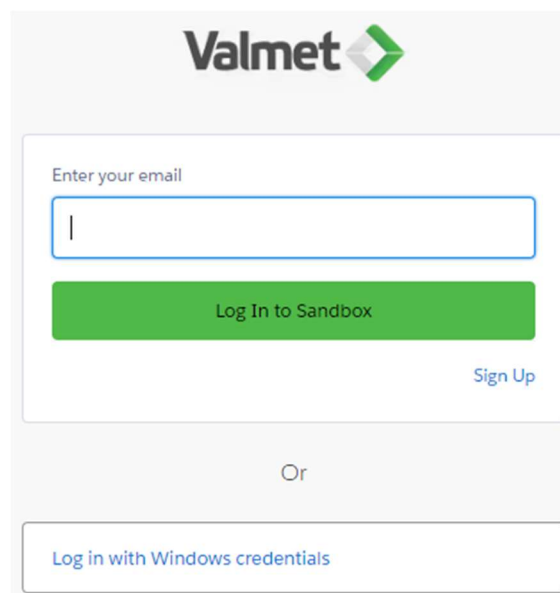 Valmet
Enter your email
Log In to Sandbox
Sign Up
Or
Log in with Windows credentials